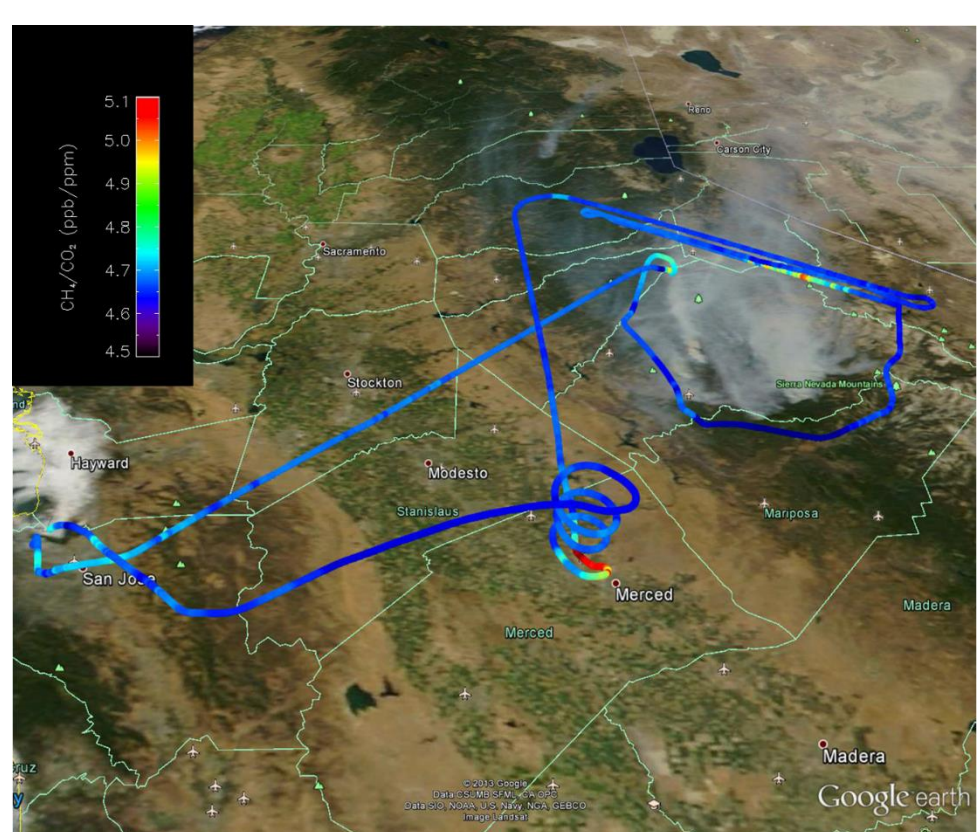 5.1
5.0
4.9
4.8
4.7
4.6
4.5
CH₄/CO₂ (ppb/ppm)
Reno
Carson City
Sacramento
Stockton
Sierra Nevada Mountains
Hayward
Modesto
Stanislaus
Mariposa
San Jose
Merced
Madera
Merced
Madera
© 2013 Google
Data CSUMB SFML, CA OPC
Data SIO, NOAA, U.S. Navy, NGA, GEBCO
Image Landsat
Google earth